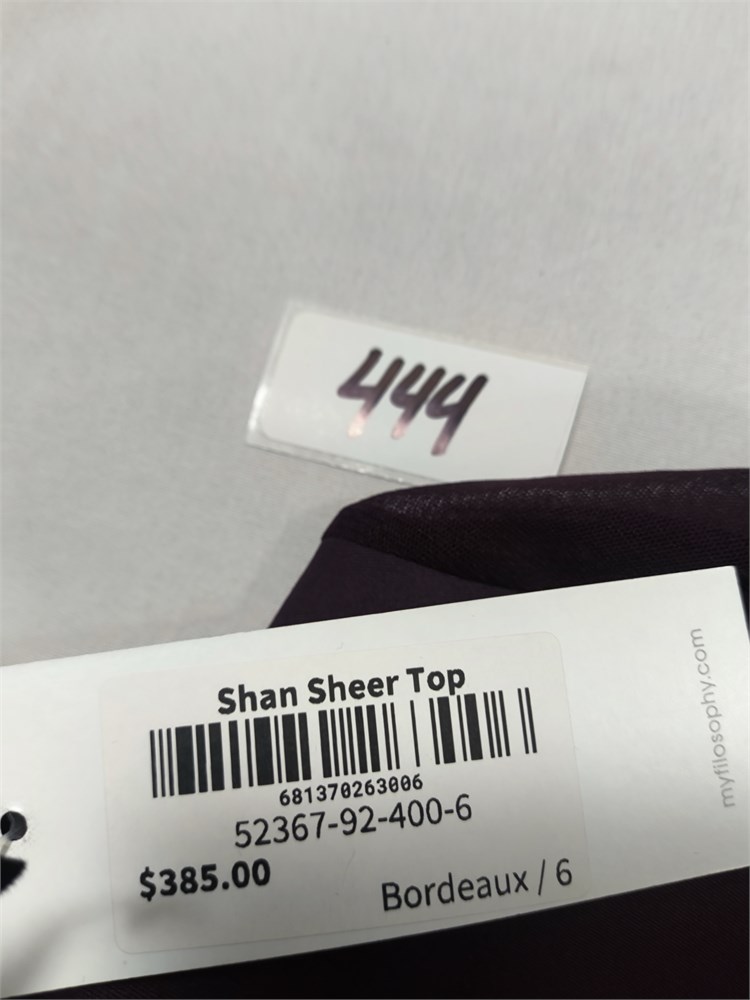 444
Shan Sheer Top
681370263006
52367-92-400-6
$385.00
Bordeaux / 6
myfilosophy.com